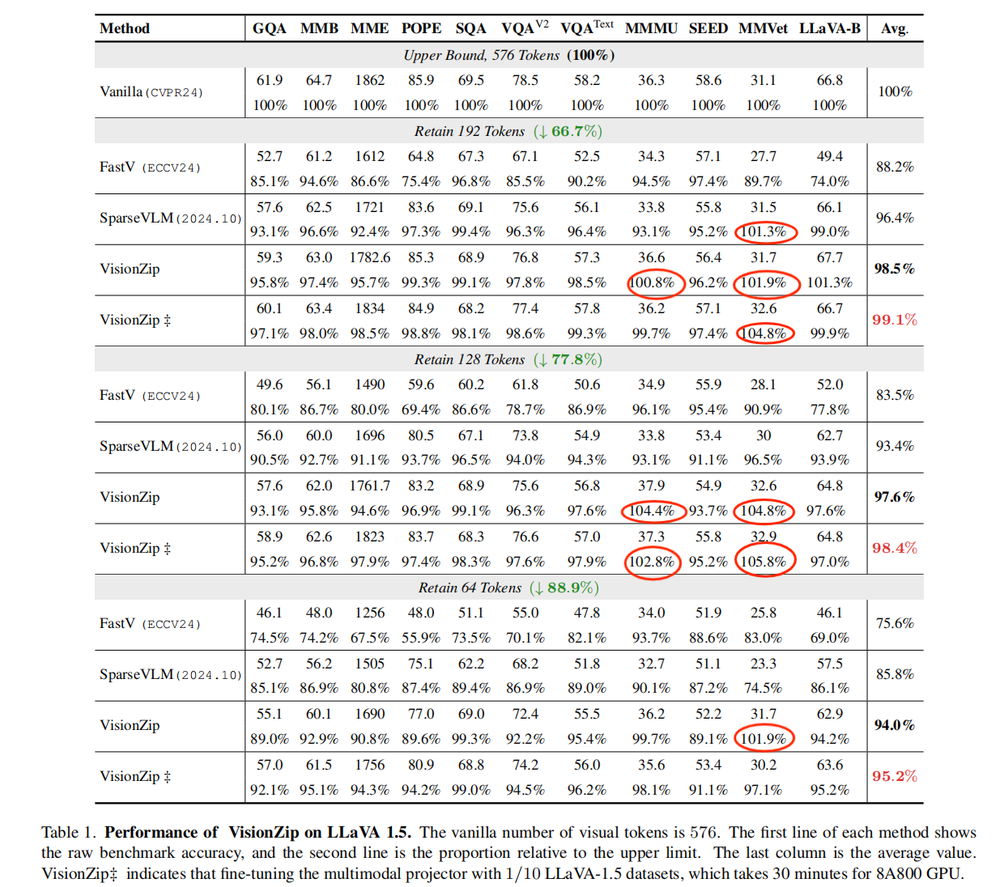 Method GQA MMB MME POPE SQA VQA^V2 VQA^Text MMMU SEED MMVet LLaVA-B Avg.
Upper Bound, 576 Tokens (100%)
Vanilla(CVPR24) 61.9 64.7 1862 85.9 69.5 78.5 58.2 36.3 58.6 31.1 66.8 100%
100% 100% 100% 100% 100% 100% 100% 100% 100% 100% 100%
Retain 192 Tokens (↓ 66.7%)
FastV (ECCV24) 52.7 61.2 1612 64.8 67.3 67.1 52.5 34.3 57.1 27.7 49.4 88.2%
85.1% 94.6% 86.6% 75.4% 96.8% 85.5% 90.2% 94.5% 97.4% 89.7% 74.0%
SparseVLM(2024.10) 57.6 62.5 1721 83.6 69.1 75.6 56.1 33.8 55.8 31.5 66.1 96.4%
93.1% 96.6% 92.4% 97.3% 99.4% 96.3% 96.4% 93.1% 95.2% 101.3% 99.0%
VisionZip 59.3 63.0 1782.6 85.3 68.9 76.8 57.3 36.6 56.4 31.7 67.7 98.5%
95.8% 97.4% 95.7% 99.3% 99.1% 97.8% 98.5% 100.8% 96.2% 101.9% 101.3%
VisionZip ‡ 60.1 63.4 1834 84.9 68.2 77.4 57.8 36.2 57.1 32.6 66.7 99.1%
97.1% 98.0% 98.5% 98.8% 98.1% 98.6% 99.3% 99.7% 97.4% 104.8% 99.9%
Retain 128 Tokens (↓ 77.8%)
FastV (ECCV24) 49.6 56.1 1490 59.6 60.2 61.8 50.6 34.9 55.9 28.1 52.0 83.5%
80.1% 86.7% 80.0% 69.4% 86.6% 78.7% 86.9% 96.1% 95.4% 90.9% 77.8%
SparseVLM(2024.10) 56.0 60.0 1696 80.5 67.1 73.8 54.9 33.8 53.4 30 62.7 93.4%
90.5% 92.7% 91.1% 93.7% 96.5% 94.0% 94.3% 93.1% 91.1% 96.5% 93.9%
VisionZip 57.6 62.0 1761.7 83.2 68.9 75.6 56.8 37.9 54.9 32.6 64.8 97.6%
93.1% 95.8% 94.6% 96.9% 99.1% 96.3% 97.6% 104.4% 93.7% 104.8% 97.6%
VisionZip ‡ 58.9 62.6 1823 83.7 68.3 76.6 57.0 37.3 55.8 32.9 64.8 98.4%
95.2% 96.8% 97.9% 97.4% 98.3% 97.6% 97.9% 102.8% 95.2% 105.8% 97.0%
Retain 64 Tokens (↓ 88.9%)
FastV (ECCV24) 46.1 48.0 1256 48.0 51.1 55.0 47.8 34.0 51.9 25.8 46.1 75.6%
74.5% 74.2% 67.5% 55.9% 73.5% 70.1% 82.1% 93.7% 88.6% 83.0% 69.0%
SparseVLM(2024.10) 52.7 56.2 1505 75.1 62.2 68.2 51.8 32.7 51.1 23.3 57.5 85.8%
85.1% 86.9% 80.8% 87.4% 89.4% 86.9% 89.0% 90.1% 87.2% 74.5% 86.1%
VisionZip 55.1 60.1 1690 77.0 69.0 72.4 55.5 36.2 52.2 31.7 62.9 94.0%
89.0% 92.9% 90.8% 89.6% 99.3% 92.2% 95.4% 99.7% 89.1% 101.9% 94.2%
VisionZip ‡ 57.0 61.5 1756 80.9 68.8 74.2 56.0 35.6 53.4 30.2 63.6 95.2%
92.1% 95.1% 94.3% 94.2% 99.0% 94.5% 96.2% 98.1% 91.1% 97.1% 95.2%
Table 1. Performance of VisionZip on LLaVA 1.5. The vanilla number of visual tokens is 576. The first line of each method shows
the raw benchmark accuracy, and the second line is the proportion relative to the upper limit. The last column is the average value.
VisionZip‡ indicates that fine-tuning the multimodal projector with 1/10 LLaVA-1.5 datasets, which takes 30 minutes for 8A800 GPU.